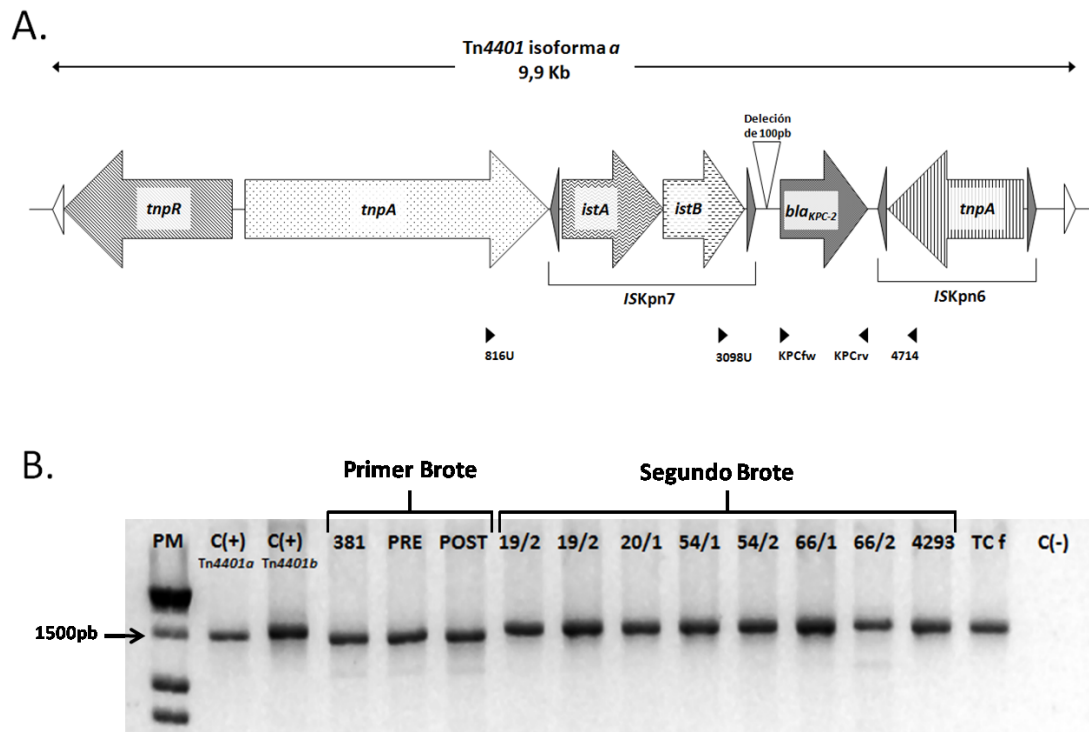 A.
Tn4401 isoforma a
9,9 Kb
Deleción
de 100pb
tnpR
tnpA
istA
istB
blaKPC-2
tnpA
ISKpn7
ISKpn6
816U
3098U
KPCfw
KPCrv
4714
B.
Primer Brote
Segundo Brote
PM
C(+)
Tn4401a
C(+)
Tn4401b
381
PRE
POST
19/2
19/2
20/1
54/1
54/2
66/1
66/2
4293
TC f
C(-)
1500pb